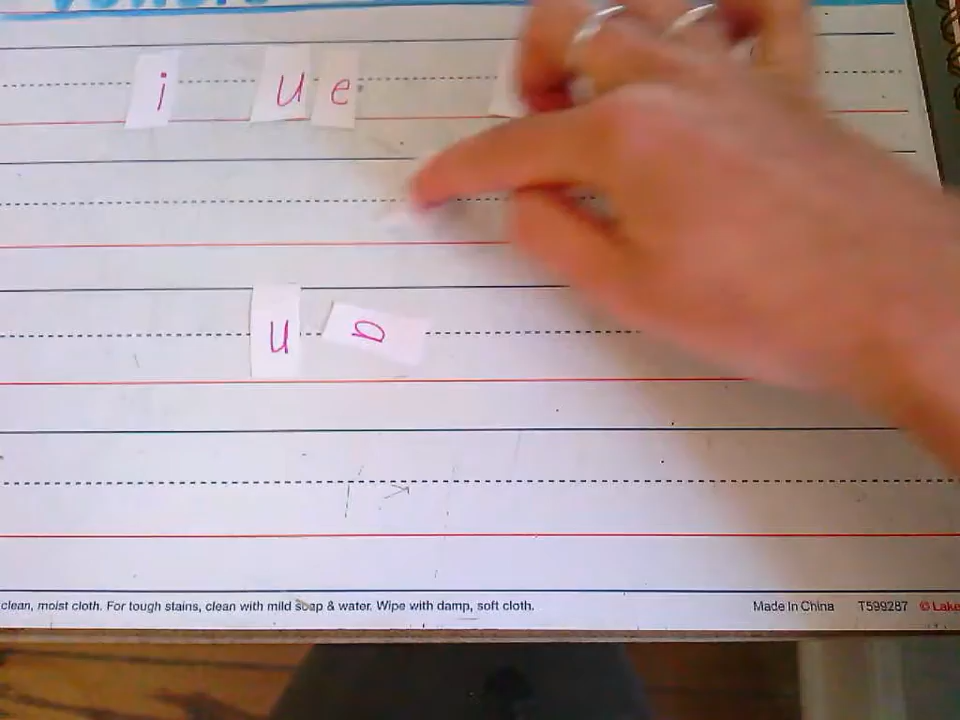 i u e
u a
clean, moist cloth. For tough stains, clean with mild soap & water. Wipe with damp, soft cloth. Made In China T599287 © Lake